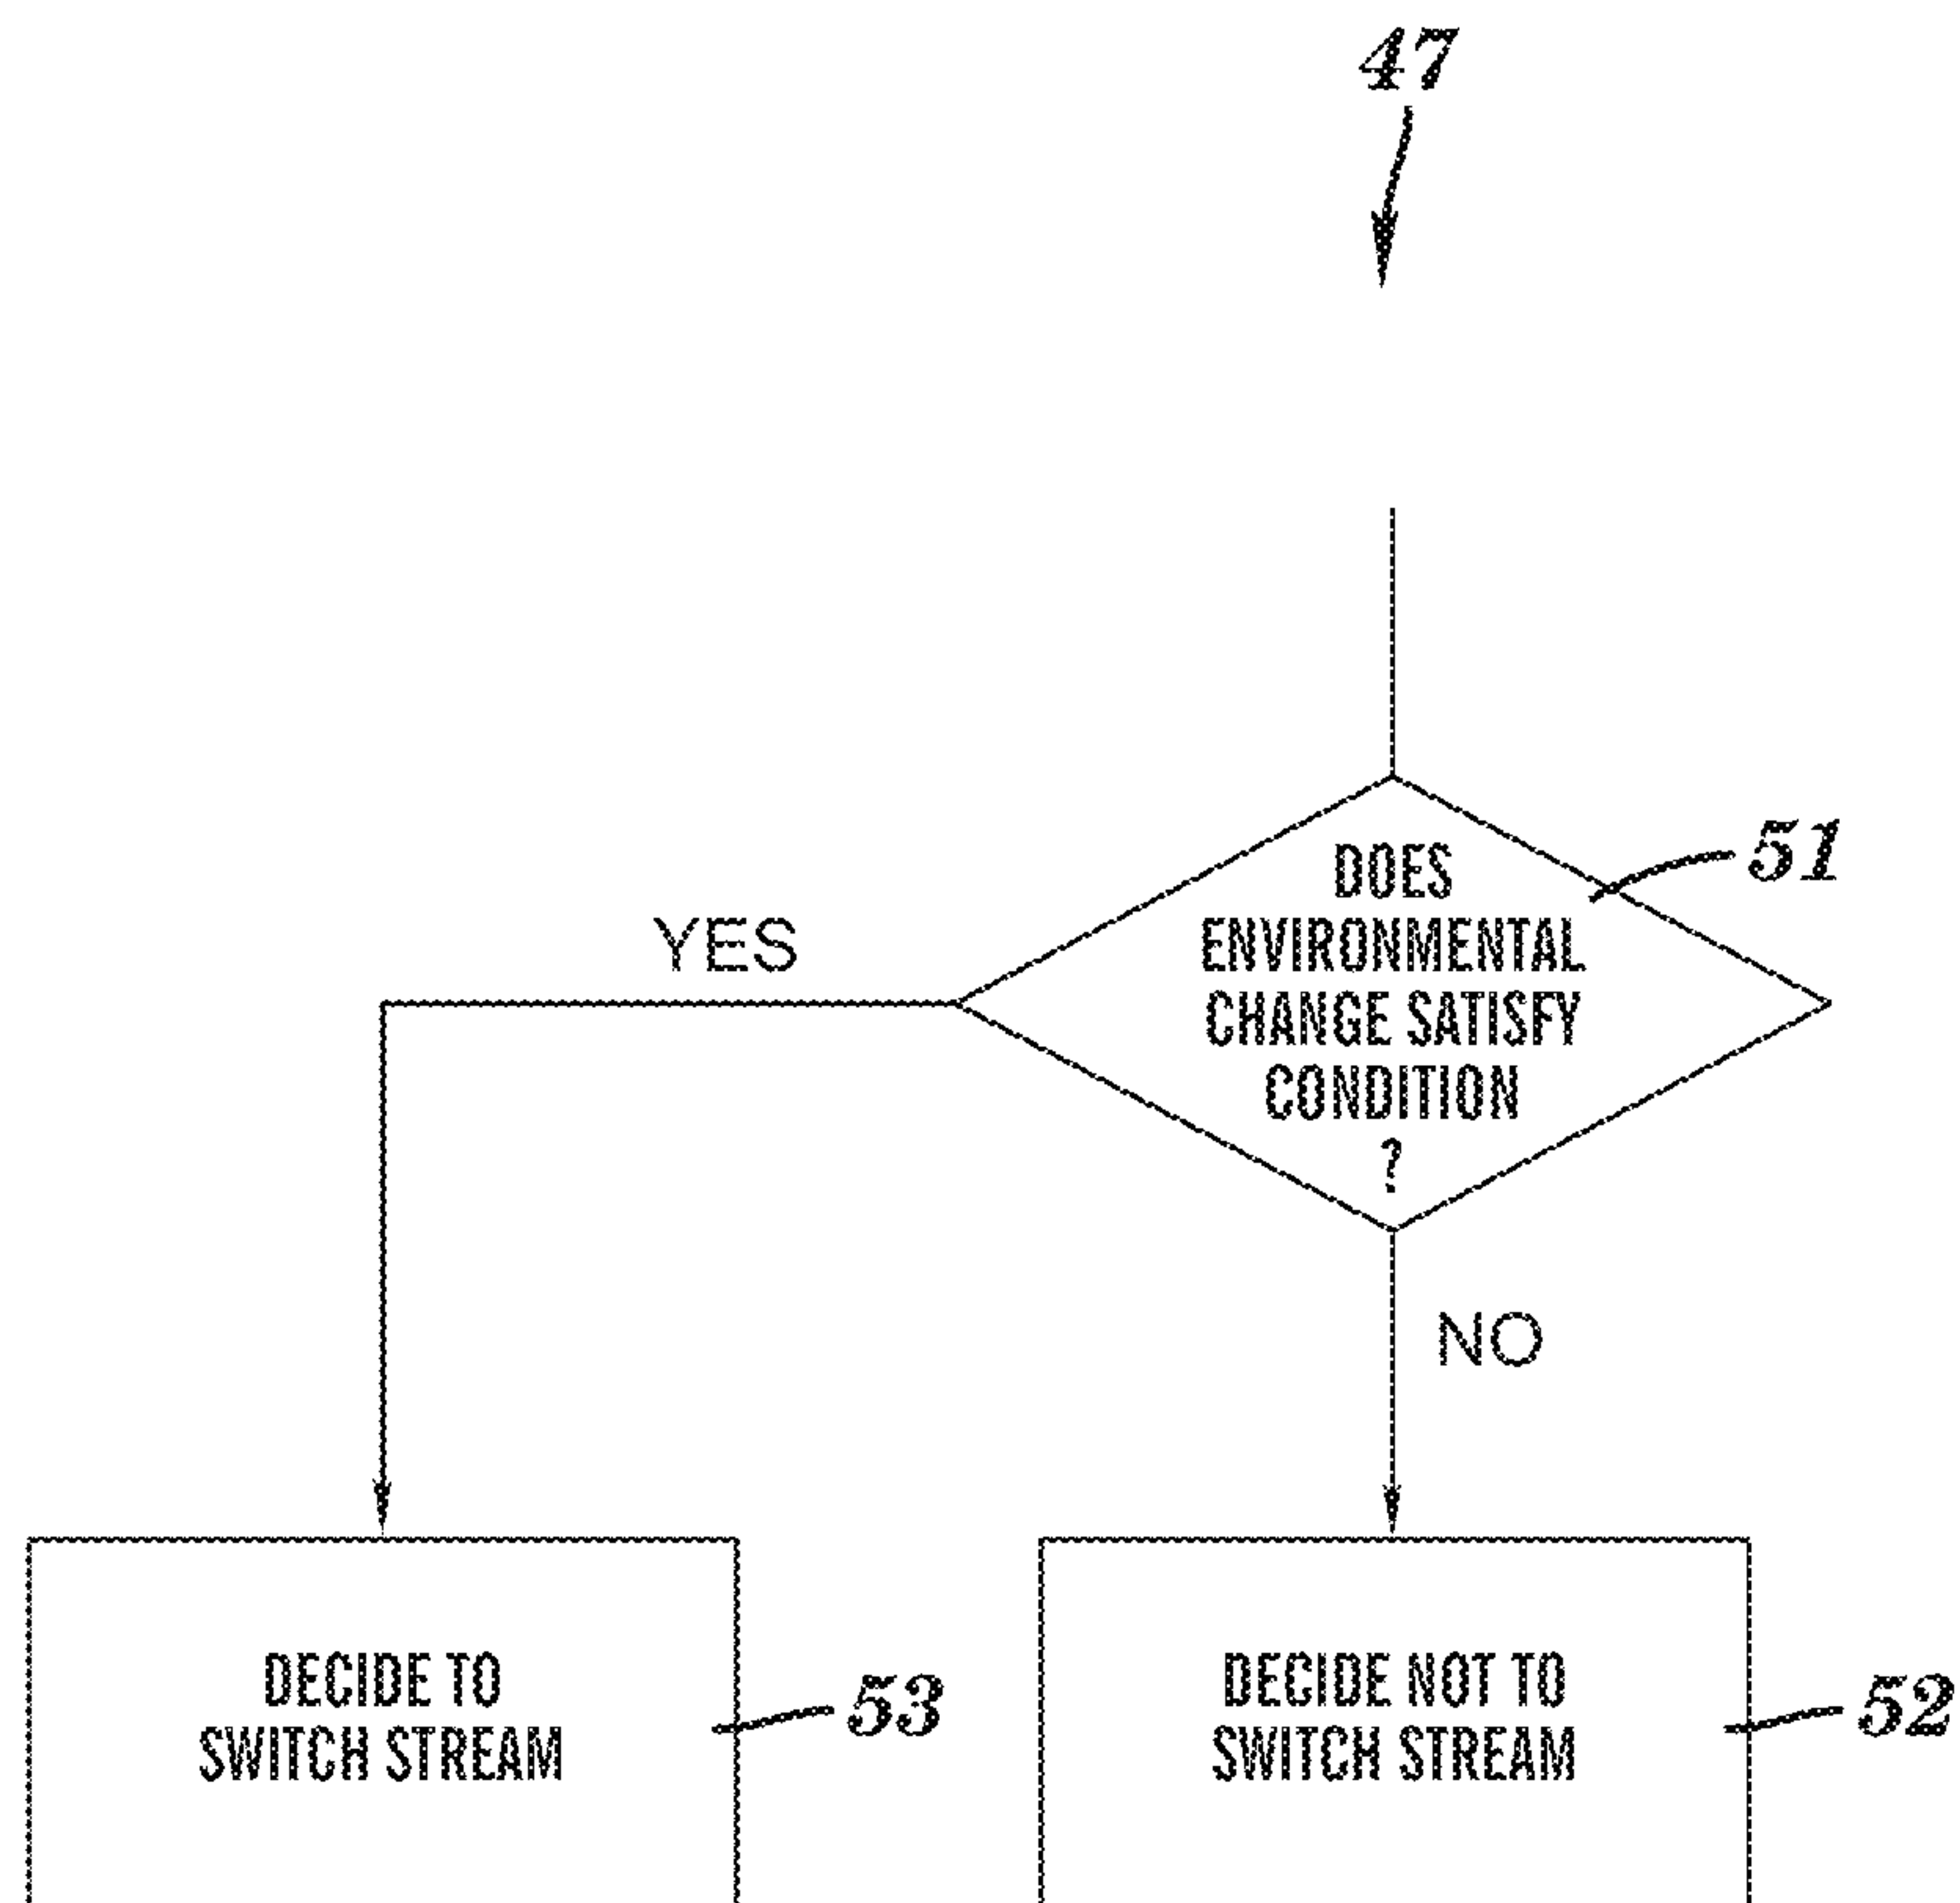 47
DOES
ENVIRONMENTAL
CHANGE SATISFY
CONDITION
?
51
YES
NO
DECIDE TO
SWITCH STREAM
53
DECIDE NOT TO
SWITCH STREAM
52